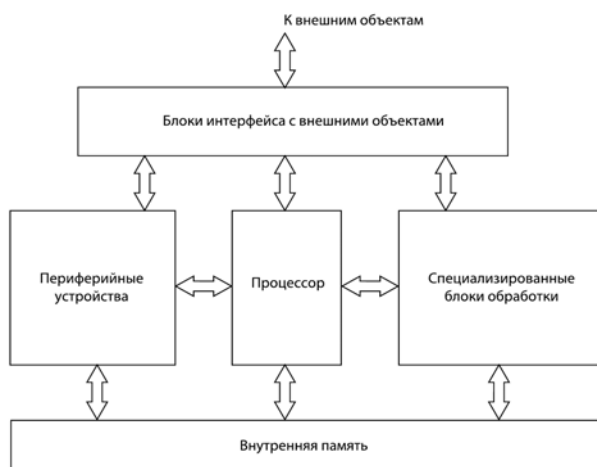 К внешним объектам
Блоки интерфейса с внешними объектами
Периферийные
устройства
Процессор
Специализированные
блоки обработки
Внутренняя память